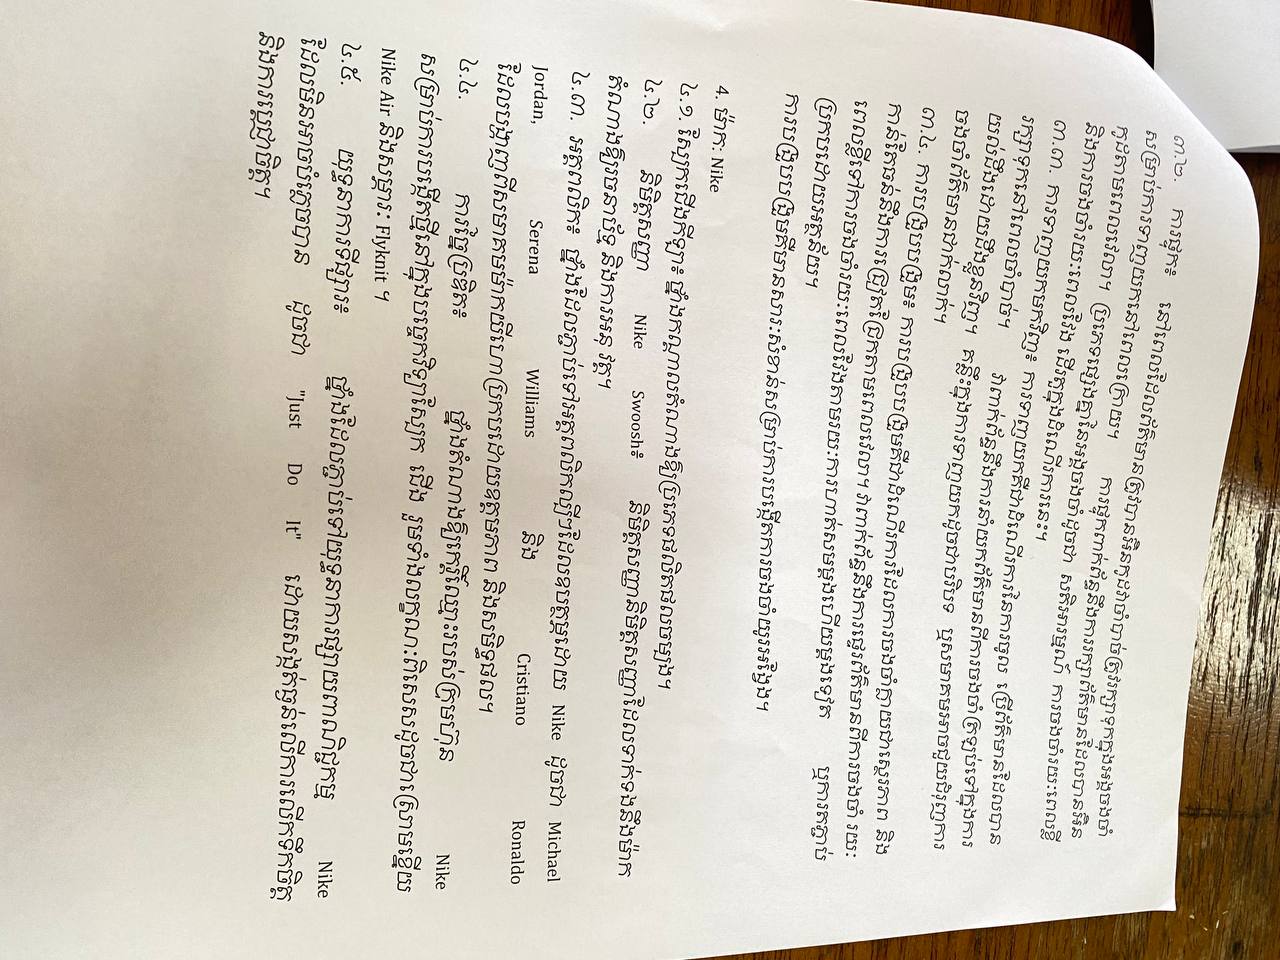 ៣.២. ការផ្ទុក៖ នៅពេលដែលព័ត៌មានត្រូវបានអ៊ិនកូដវាចាំបាច់ត្រូវរក្សាទុកក្នុងអង្គចងចាំ
សម្រាប់ការទាញយកនៅពេលក្រោយ។ ការផ្ទុកពាក់ព័ន្ធនឹងការរក្សាព័ត៌មានដែលបានអ៊ិន
កូដតាមពេលវេលា។ ប្រភេទផ្សេងគ្នានៃអង្គចងចាំដូចជា សតិអារម្មណ៍ ការចងចាំរយៈពេលខ្លី
និងការចងចាំរយៈពេលវែង ដើរតួក្នុងដំណើរការនេះ។
៣.៣. ការទាញយកមកវិញ៖ ការទាញយកគឺជាដំណើរការនៃការចូល ប្រើព័ត៌មានដែលបាន
រក្សាទុកនៅពេលចាំបាច់។ វាពាក់ព័ន្ធនឹងការនាំយកព័ត៌មានពីការចងចាំត្រឡប់ទៅក្នុងការ
យល់ដឹងដោយដឹងខ្លួនវិញ។ គន្លឹះក្នុងការទាញយកដូចជាបរិបទ ឬសមាគមអាចជួយជំរុញការ
ចងចាំព័ត៌មានជាក់លាក់។
៣.៤. ការបង្រួបបង្រួម៖ ការបង្រួបបង្រួមគឺជាដំណើរការដែលការចងចាំក្លាយជាស្ថេរភាព និង
កាន់តែធន់នឹងការជ្រៀតជ្រែកតាមពេលវេលា។ វាពាក់ព័ន្ធនឹងការផ្ទេរព័ត៌មានពីការចងចាំ រយៈ
ពេលខ្លីទៅការចងចាំរយៈពេលវែងតាមរយៈការហាត់សមម្តងហើយម្តងទៀត ឬការតភ្ជាប់
ប្រកបដោយអត្ថន័យ។
ការបង្រួបបង្រួមគឺមានសារៈសំខាន់សម្រាប់ការបង្កើតការចងចាំយូរអង្វែង។
4. ម៉ាក: Nike
៤.១. ស្បែកជើងកីឡា៖ ថ្នាំងកណ្តាលតំណាងឱ្យប្រភេទផលិតផលចម្បង។
៤.២. និមិត្តសញ្ញា Nike Swoosh៖ និមិត្តសញ្ញានិមិត្តសញ្ញាដែលទាក់ទងនឹងម៉ាក
តំណាងឱ្យរចនាប័ទ្ម និងការអនុ វត្ត។
៤.៣. អត្តពលិក៖ ថ្នាំងដែលភ្ជាប់ទៅអត្តពលិកល្បីៗដែលឧបត្ថម្ភដោយ Nike ដូចជា Michael
Jordan, Serena Williams និង Cristiano Ronaldo
ដែលបង្ហាញពីសមាគមម៉ាកយីហោប្រកបដោយឧត្តមភាព និងសមិទ្ធផល។
៤.៤. ការច្នៃប្រឌិត៖ ថ្នាំងតំណាងឱ្យកេរ្តិ៍ឈ្មោះរបស់ក្រុមហ៊ុន Nike
សម្រាប់ការបង្កើតថ្មីនៅក្នុងបច្ចេកវិទ្យាស្បែក ជើង រួមទាំងលក្ខណៈពិសេសដូចជាស្រោមខ្នើយ
Nike Air និងសម្ភារៈ Flyknit ។
៤.៥. យុទ្ធនាការទីផ្សារ៖ ថ្នាំងដែលភ្ជាប់ទៅយុទ្ធនាការផ្សាយពាណិជ្ជកម្ម Nike
ដែលមិនអាចបំភ្លេចបាន ដូចជា "Just Do It" ដោយសង្កត់ធ្ងន់លើការលើកទឹកចិត្ត
និងការប្តេជ្ញាចិត្ត។